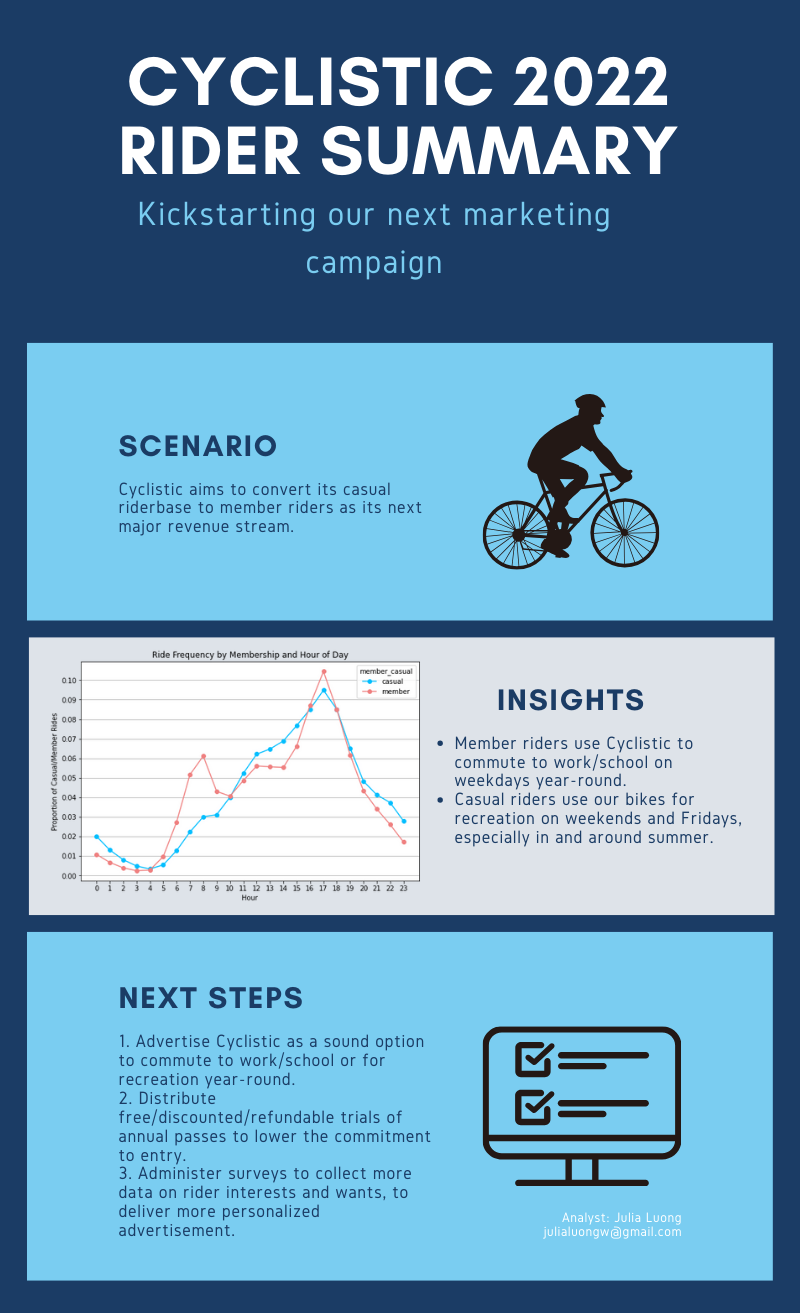 CYCLISTIC 2022
RIDER SUMMARY
Kickstarting our next marketing
campaign
SCENARIO
Cyclistic aims to convert its casual
riderbase to member riders as its next
major revenue stream.
Ride Frequency by Membership and Hour of Day
member_casual
casual
member
Proportion of Casual/Member Rides
0.10
0.09
0.08
0.07
0.06
0.05
0.04
0.03
0.02
0.01
0.00
0 1 2 3 4 5 6 7 8 9 10 11 12 13 14 15 16 17 18 19 20 21 22 23
Hour
INSIGHTS
• Member riders use Cyclistic to
commute to work/school on
weekdays year-round.
• Casual riders use our bikes for
recreation on weekends and Fridays,
especially in and around summer.
NEXT STEPS
1. Advertise Cyclistic as a sound option
to commute to work/school or for
recreation year-round.
2. Distribute
free/discounted/refundable trials of
annual passes to lower the commitment
to entry.
3. Administer surveys to collect more
data on rider interests and wants, to
deliver more personalized
advertisement.
Analyst: Julia Luong
julialuongw@gmail.com